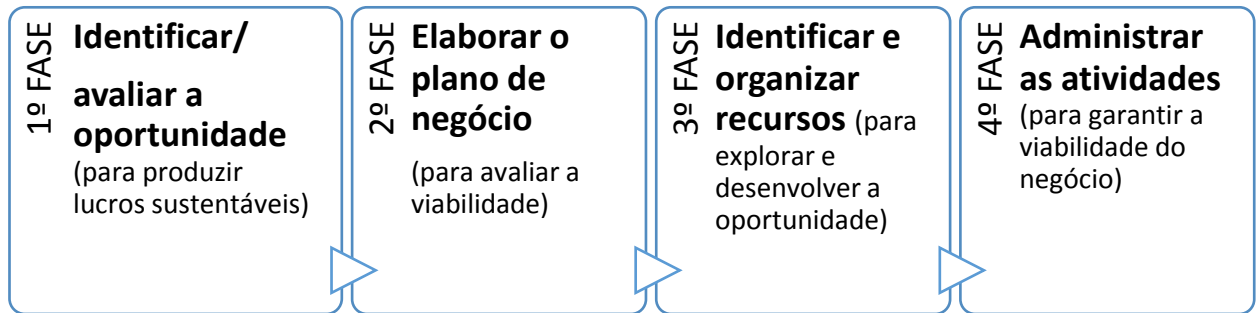 1º FASE
Identificar/
avaliar a
oportunidade
(para produzir
lucros sustentáveis)
2º FASE
Elaborar o
plano de
negócio
(para avaliar a
viabilidade)
3º FASE
Identificar e
organizar
recursos (para
explorar e
desenvolver a
oportunidade)
4º FASE
Administrar
as atividades
(para garantir a
viabilidade do
negócio)